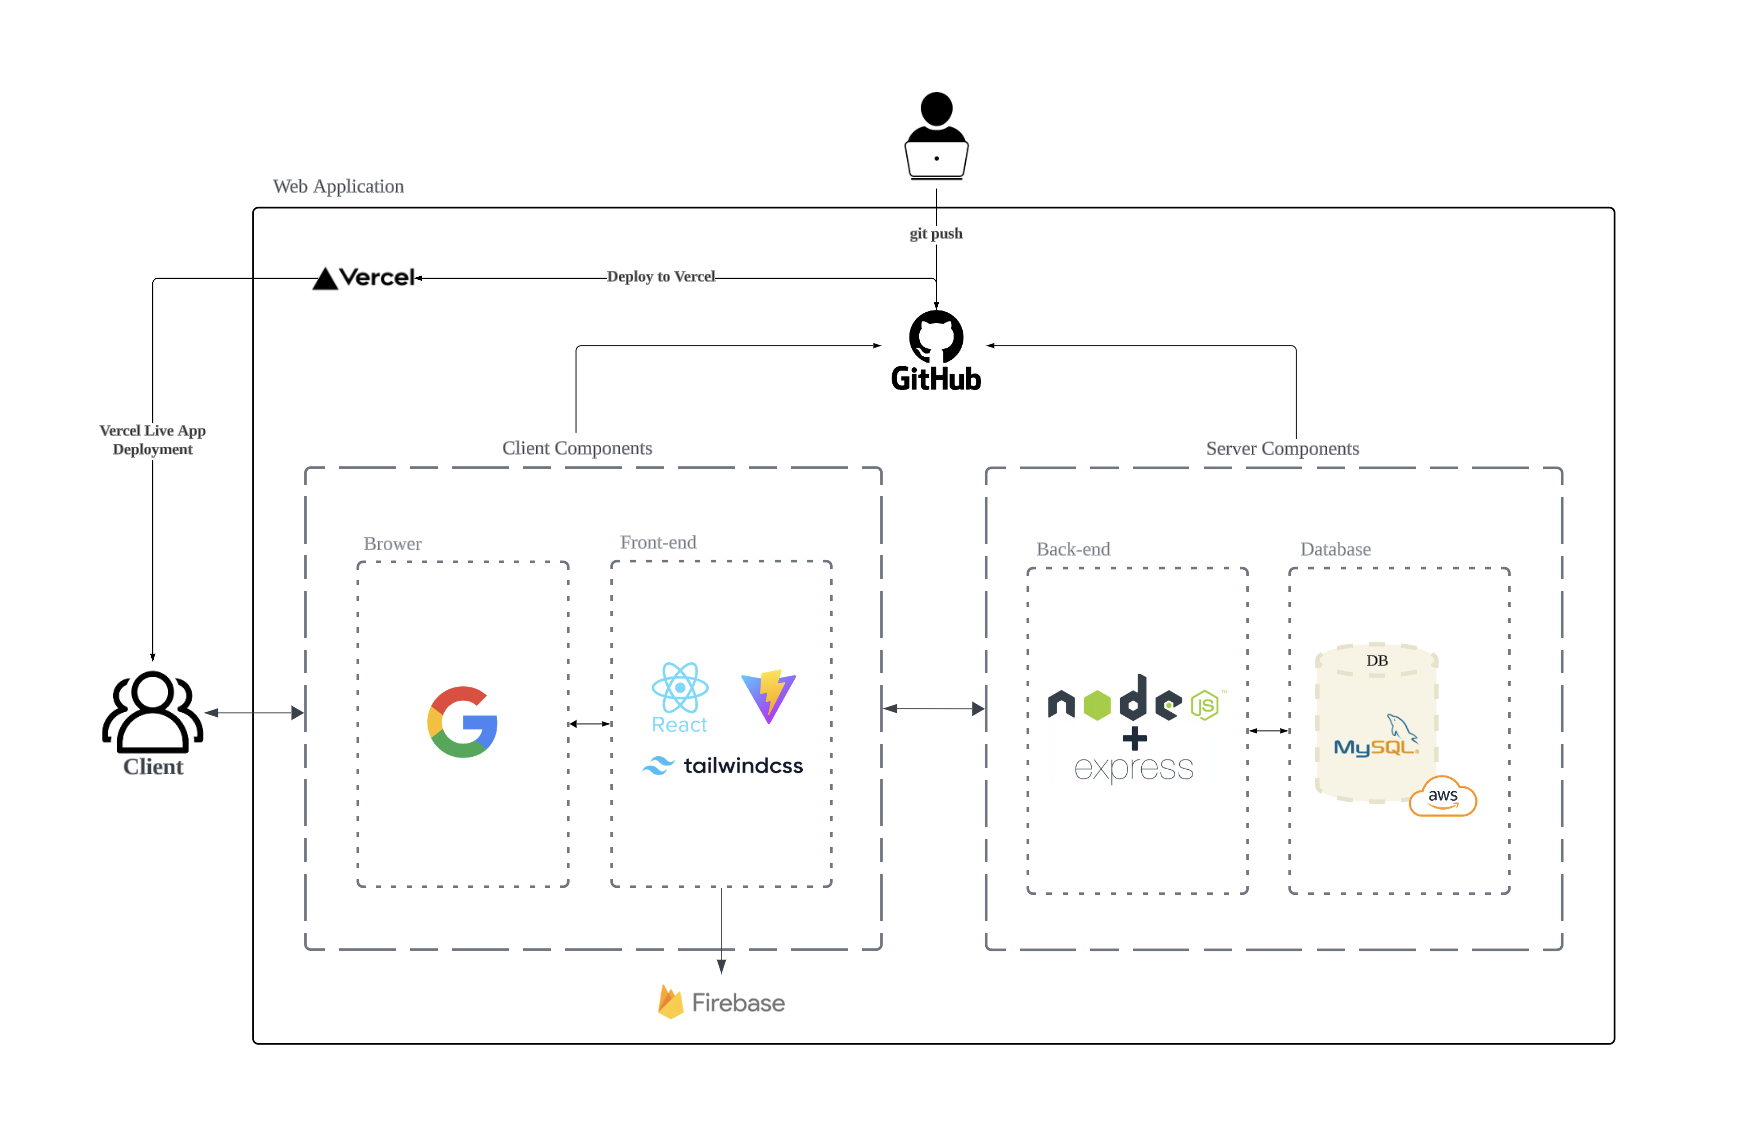 Web Application
git push
Vercel
Deploy to Vercel
GitHub
Vercel Live App
Deployment
Client Components
Server Components
Brower
Front-end
Back-end
Database
DB
React
node
JS
™
+
MySQL
tailwindcss
express
aws
Client
Firebase